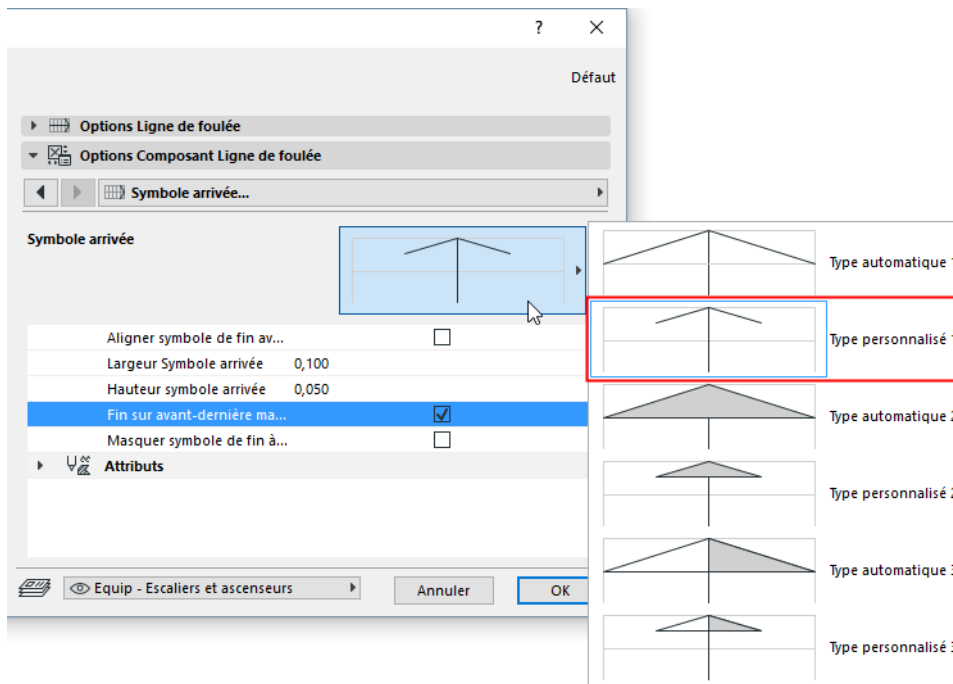 ?
Défaut
Options Ligne de foulée
Options Composant Ligne de foulée
Symbole arrivée...
Symbole arrivée
Aligner symbole de fin av...
Largeur Symbole arrivée 0,100
Hauteur symbole arrivée 0,050
Fin sur avant-dernière ma...
Masquer symbole de fin à...
Attributs
Equip - Escaliers et ascenseurs
Annuler
OK
Type automatique 1
Type personnalisé 1
Type automatique 2
Type personnalisé 2
Type automatique 3
Type personnalisé 3